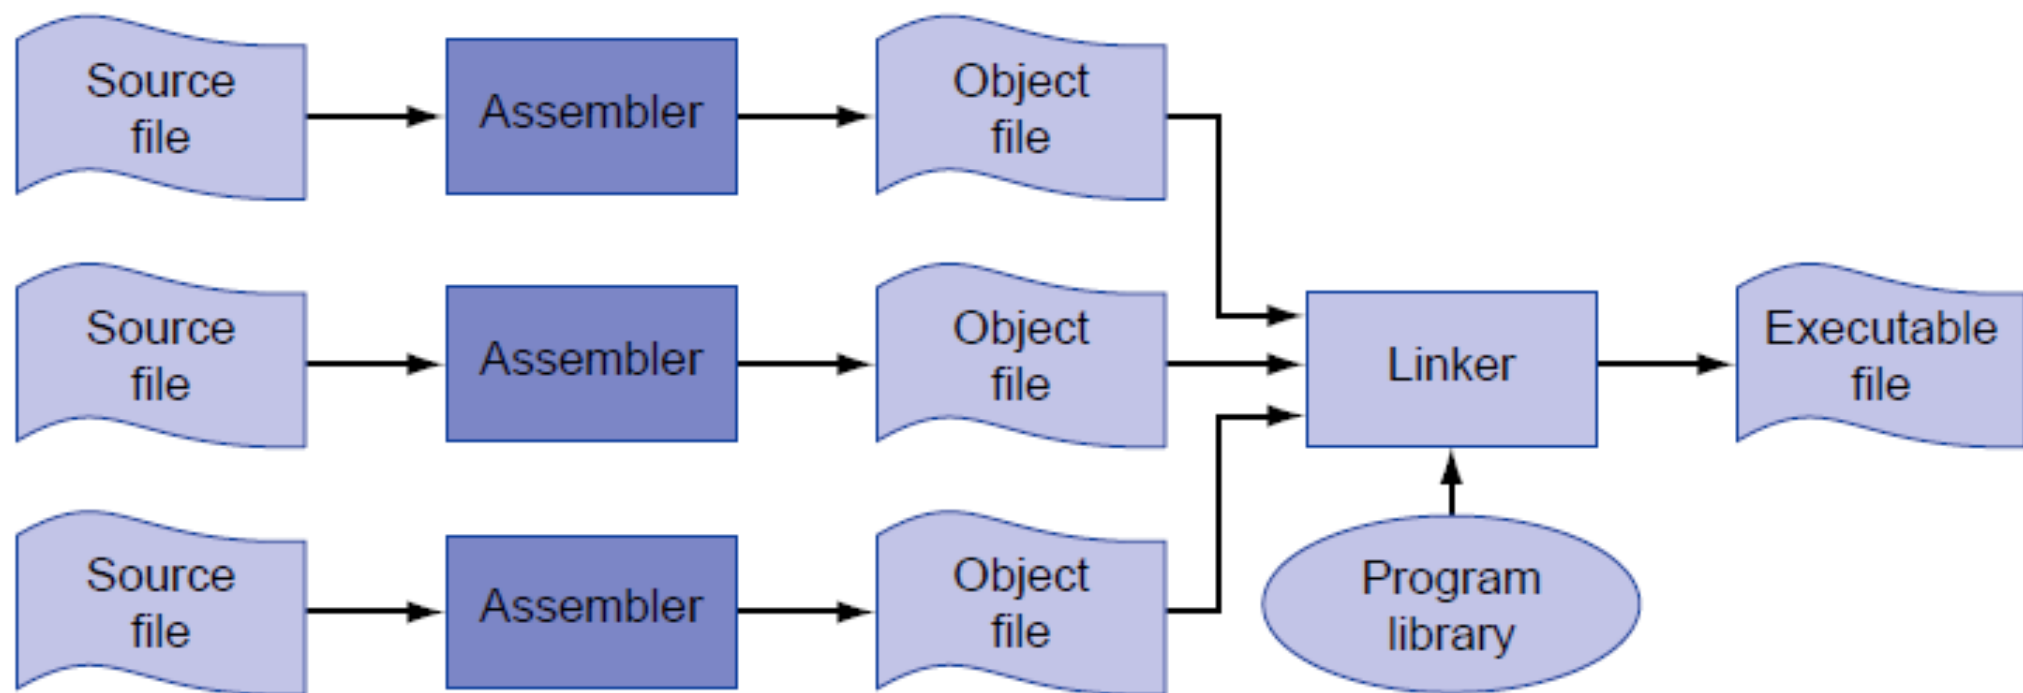 Source
file
Assembler
Object
file
Source
file
Assembler
Object
file
Linker
Executable
file
Source
file
Assembler
Object
file
Program
library